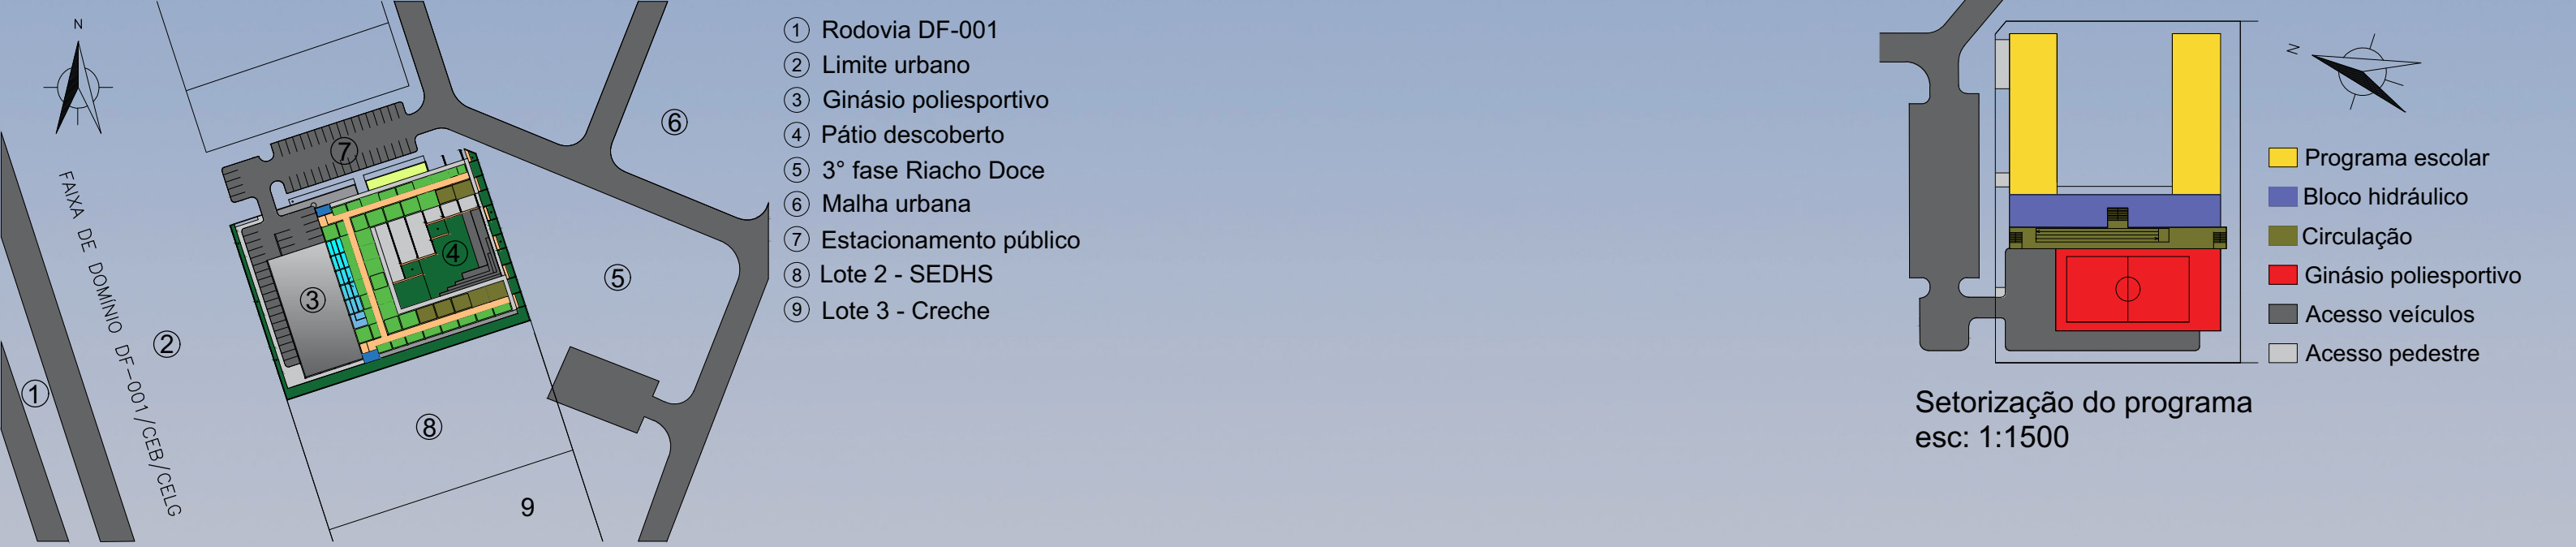 N
7
6
4
5
3
2
1
8
9
FAIXA DE DOMÍNIO DF-001/CEB/CELG
1 Rodovia DF-001
2 Limite urbano
3 Ginásio poliesportivo
4 Pátio descoberto
5 3° fase Riacho Doce
6 Malha urbana
7 Estacionamento público
8 Lote 2 - SEDHS
9 Lote 3 - Creche
N
Programa escolar
Bloco hidráulico
Circulação
Ginásio poliesportivo
Acesso veículos
Acesso pedestre
Setorização do programa
esc: 1:1500